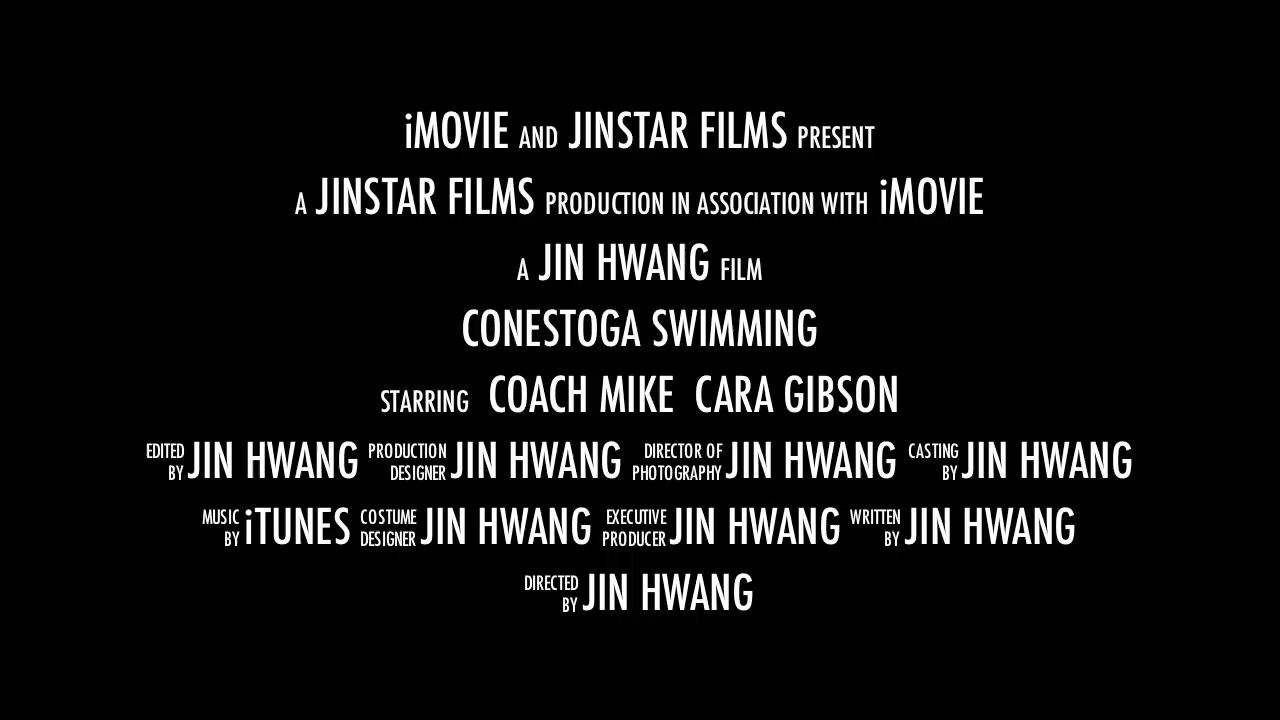 iMOVIE AND JINSTAR FILMS PRESENT
A JINSTAR FILMS PRODUCTION IN ASSOCIATION WITH iMOVIE
A JIN HWANG FILM
CONESTOGA SWIMMING
STARRING COACH MIKE CARA GIBSON
EDITED BY JIN HWANG PRODUCTION DESIGNER JIN HWANG DIRECTOR OF PHOTOGRAPHY JIN HWANG CASTING BY JIN HWANG
MUSIC BY iTUNES COSTUME DESIGNER JIN HWANG EXECUTIVE PRODUCER JIN HWANG WRITTEN BY JIN HWANG
DIRECTED BY JIN HWANG